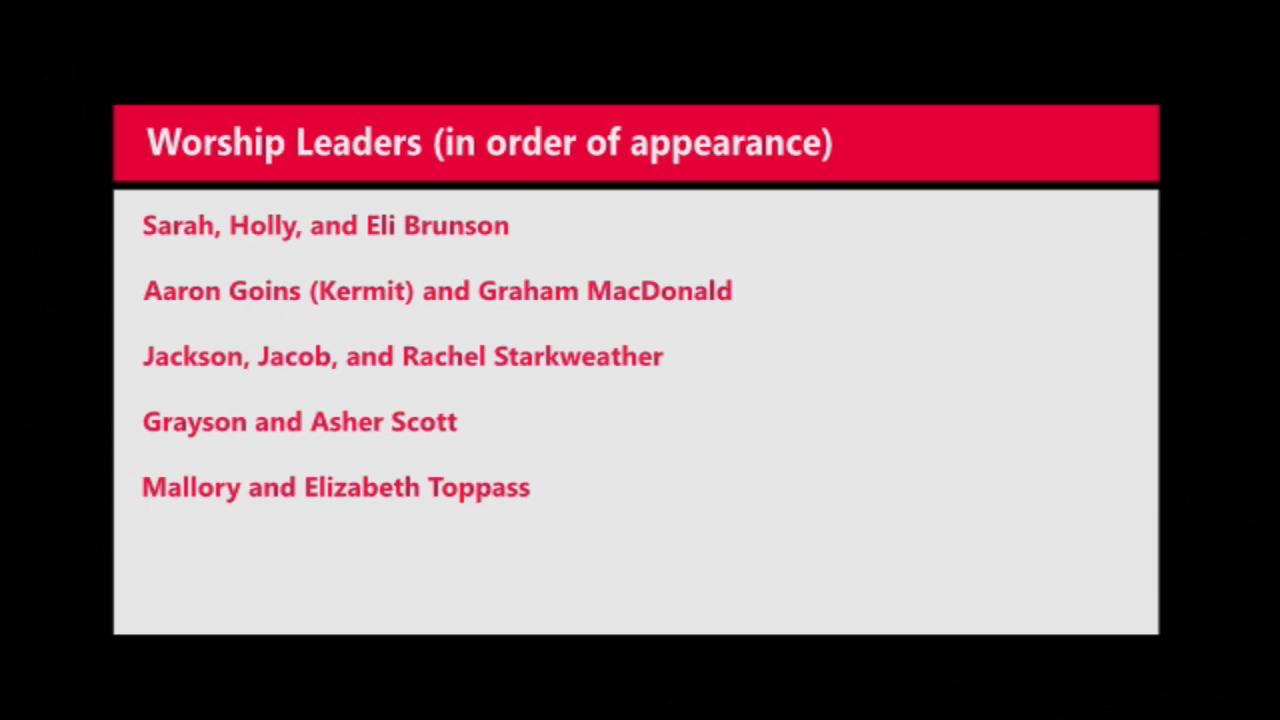 Worship Leaders (in order of appearance)
Sarah, Holly, and Eli Brunson
Aaron Goins (Kermit) and Graham MacDonald
Jackson, Jacob, and Rachel Starkweather
Grayson and Asher Scott
Mallory and Elizabeth Toppass